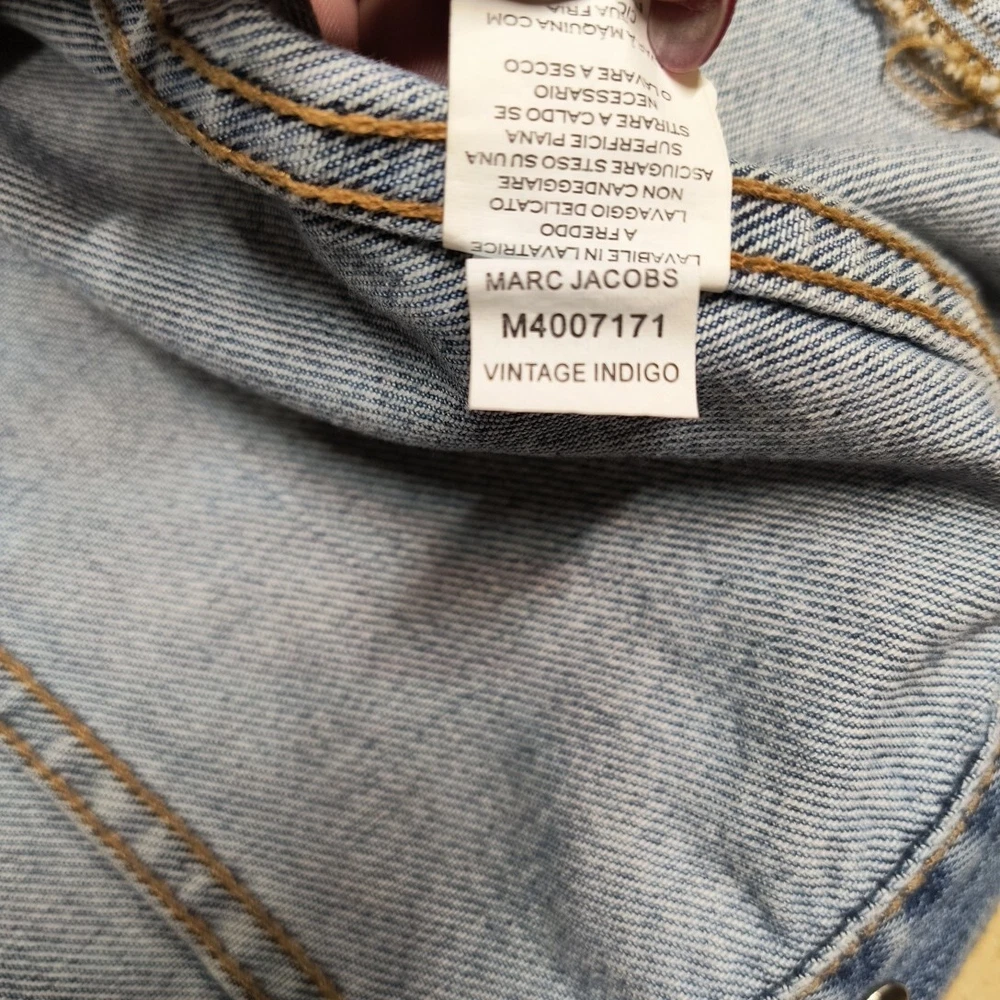 LAVABILE IN LAVATRICE
A FREDDO
LAVAGGIO DELICATO
NON CANDEGGIARE
ASCIUGARE STESO SU UNA
SUPERFICIE PIANA
STIRARE A CALDO SE
NECESSARIO
O LAVARE A SECCO
A MÁQUINA COM
FRIA
MARC JACOBS
M4007171
VINTAGE INDIGO